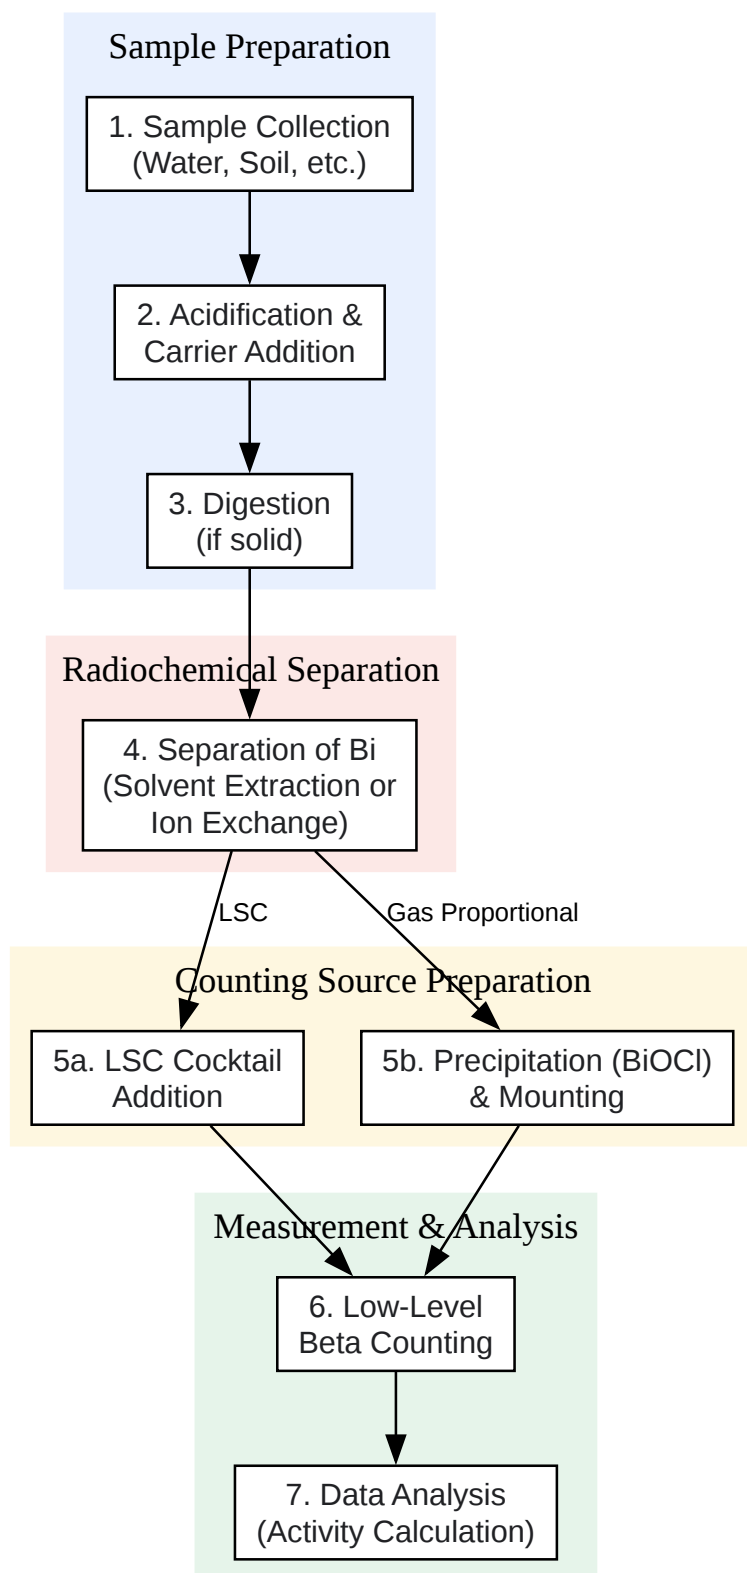 Sample Preparation
1. Sample Collection
(Water, Soil, etc.)
2. Acidification &
Carrier Addition
3. Digestion
(if solid)
Radiochemical Separation
4. Separation of Bi
(Solvent Extraction or
Ion Exchange)
LSC
Gas Proportional
Counting Source Preparation
5a. LSC Cocktail
Addition
5b. Precipitation (BiOCl)
& Mounting
Measurement & Analysis
6. Low-Level
Beta Counting
7. Data Analysis
(Activity Calculation)